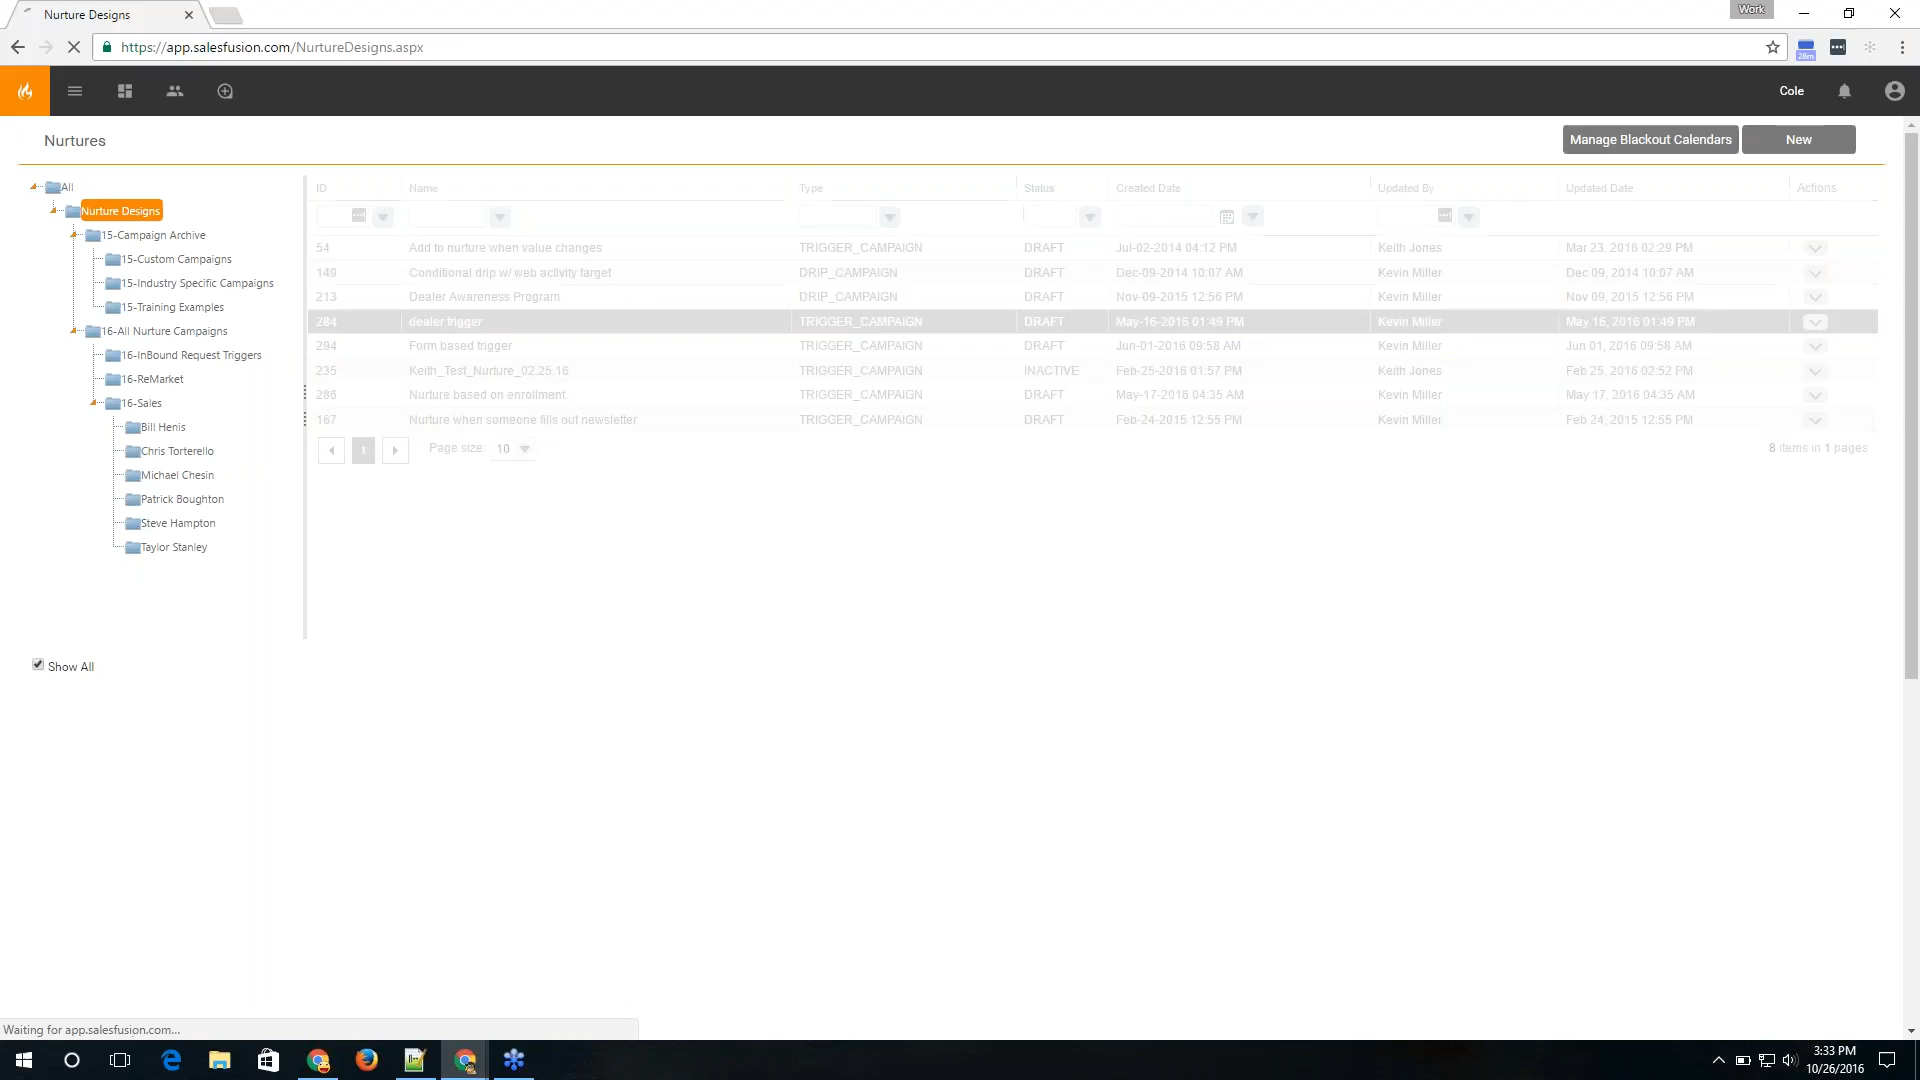 Nurture Designs
Work
https://app.salesfusion.com/NurtureDesigns.aspx
28m
Cole
Nurtures
Manage Blackout Calendars
New
All
Nurture Designs
15-Campaign Archive
15-Custom Campaigns
15-Industry Specific Campaigns
15-Training Examples
16-All Nurture Campaigns
16-InBound Request Triggers
16-ReMarket
16-Sales
Bill Henis
Chris Torterello
Michael Chesin
Patrick Boughton
Steve Hampton
Taylor Stanley
Show All
ID Name Type Status Created Date Updated By Updated Date Actions
54 Add to nurture when value changes TRIGGER_CAMPAIGN DRAFT Jul-02-2014 04:12 PM Keith Jones Mar 23, 2016 02:29 PM
149 Conditional drip w/ web activity target DRIP_CAMPAIGN DRAFT Dec-09-2014 10:07 AM Kevin Miller Dec 09, 2014 10:07 AM
213 Dealer Awareness Program DRIP_CAMPAIGN DRAFT Nov-09-2015 12:56 PM Kevin Miller Nov 09, 2015 12:56 PM
284 dealer trigger TRIGGER_CAMPAIGN DRAFT May-16-2016 01:49 PM Kevin Miller May 16, 2016 01:49 PM
294 Form based trigger TRIGGER_CAMPAIGN DRAFT Jun-01-2016 09:58 AM Kevin Miller Jun 01, 2016 09:58 AM
235 Keith_Test_Nurture_02.25.16 TRIGGER_CAMPAIGN INACTIVE Feb-25-2016 01:57 PM Keith Jones Feb 25, 2016 02:52 PM
286 Nurture based on enrollment. TRIGGER_CAMPAIGN DRAFT May-17-2016 04:35 AM Kevin Miller May 17, 2016 04:35 AM
167 Nurture when someone fills out newsletter TRIGGER_CAMPAIGN DRAFT Feb-24-2015 12:55 PM Kevin Miller Feb 24, 2015 12:55 PM
1 Page size: 10 8 items in 1 pages
Waiting for app.salesfusion.com...
3:33 PM
10/26/2016